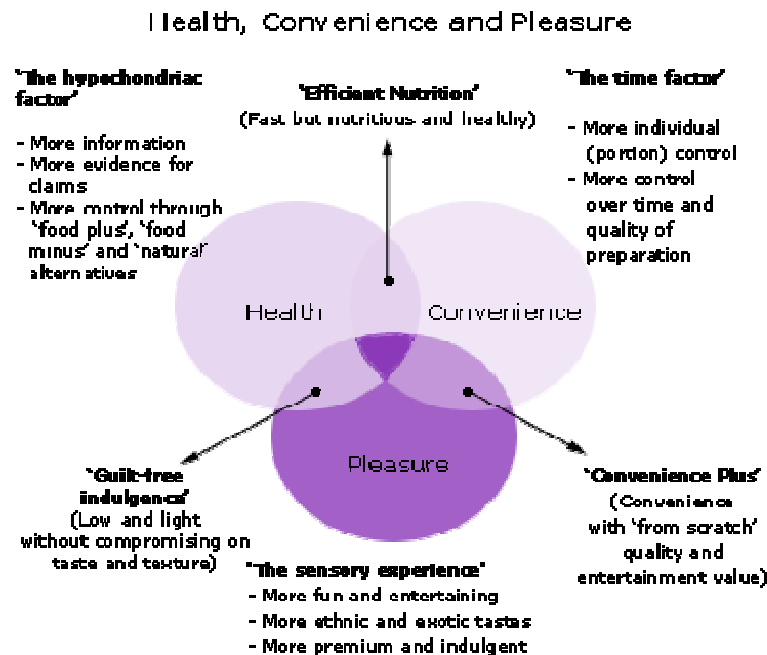 Health, Convenience and Pleasure
'The hypochondriac
factor'
- More information
- More evidence for
claims
- More control through
'food plus', 'food
minus' and 'natural'
alternatives
'Efficient Nutrition'
(Fast but nutritious and healthy)
'The time factor'
- More individual
(portion) control
- More control
over time and
quality of
preparation
Health
Convenience
Pleasure
'Guilt-free
indulgence'
(Low and light
without compromising on
taste and texture)
'Convenience Plus'
(Convenience
with 'from scratch'
quality and
entertainment value)
'The sensory experience'
- More fun and entertaining
- More ethnic and exotic tastes
- More premium and indulgent